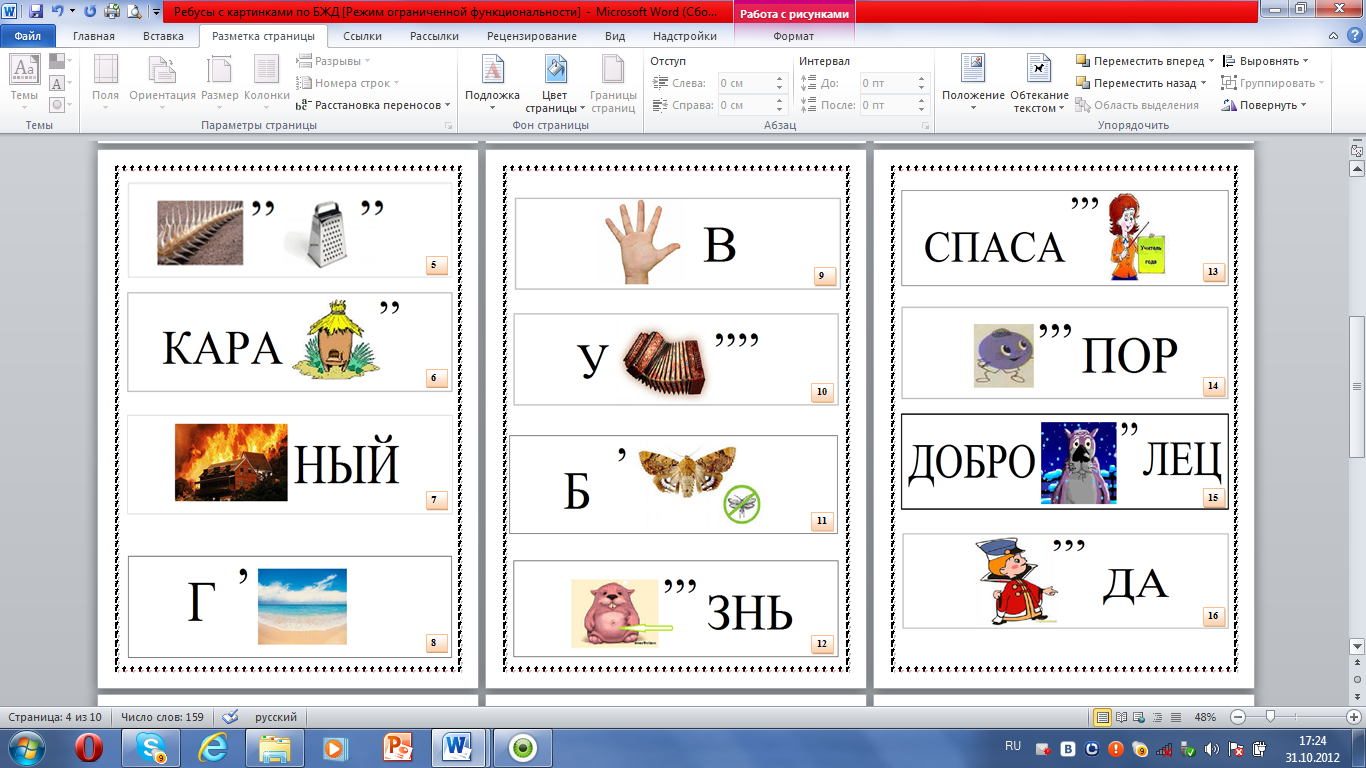 Ребусы с картинками по БЖД [Режим ограниченной функциональности] - Microsoft Word (Сбо...
Работа с рисунками
Файл Главная Вставка Разметка страницы Ссылки Рассылки Рецензирование Вид Надстройки Формат
Темы
Поля
Ориентация
Размер
Колонки
Разрывы
Номера строк
Расстановка переносов
Подложка
Цвет страницы
Границы страниц
Отступ
Слева: 0 см
Справа: 0 см
Интервал
До: 0 пт
После: 0 пт
Положение
Обтекание текстом
Переместить вперед
Переместить назад
Область выделения
Выровнять
Группировать
Повернуть
Темы Параметры страницы Фон страницы Абзац Упорядочить
,, ,,
5
КАРА ,,
6
НЫЙ
7
Г ,
8
В
9
У ,,,,
10
Б ,
11
,,, ЗНЬ
12
СПАСА ,,,
Учитель
года
13
,,, ПОР
14
ДОБРО ,, ЛЕЦ
15
,,, ДА
16
Страница: 4 из 10 Число слов: 159 русский 48%
RU 17:24
31.10.2012